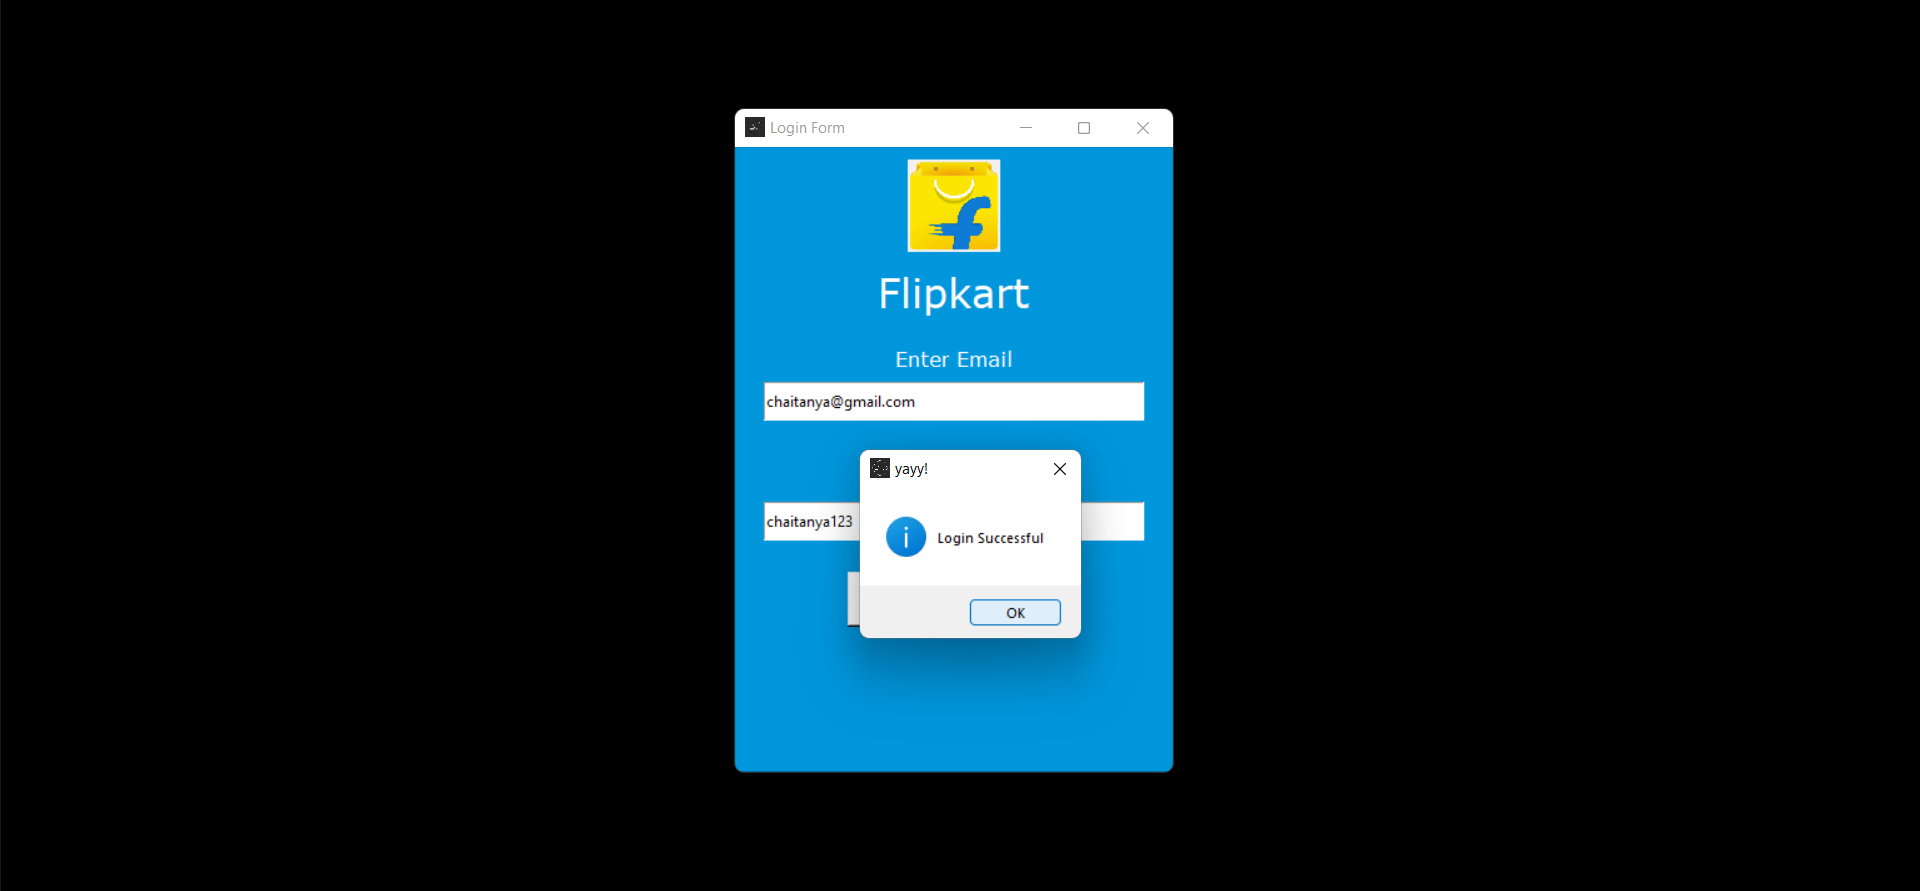 Login Form
Flipkart
Enter Email
chaitanya@gmail.com
yayy!
chaitanya123
Login Successful
OK